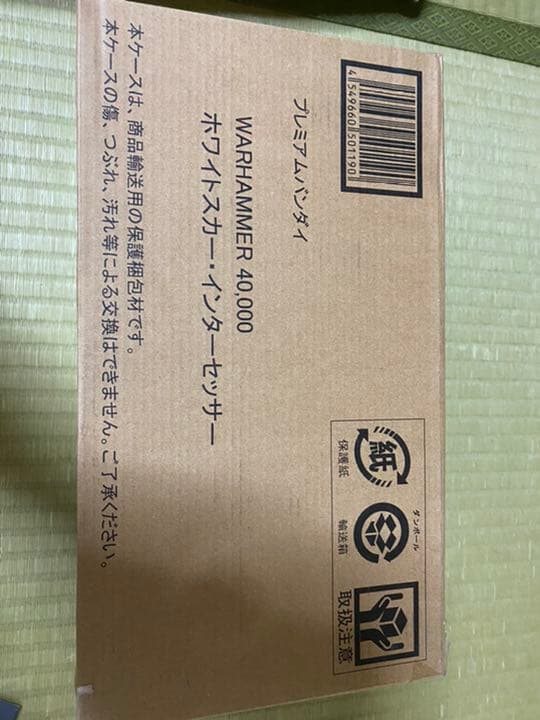 4 549660 501190
プレミアムバンダイ
WARHAMMER 40,000
ホワイトスカー・インターセッサー
本ケースは、商品輸送用の保護梱包材です。
本ケースの傷、つぶれ、汚れ等による交換はできません。ご了承ください。
紙
保護紙
ダンボール
輸送箱
取扱注意